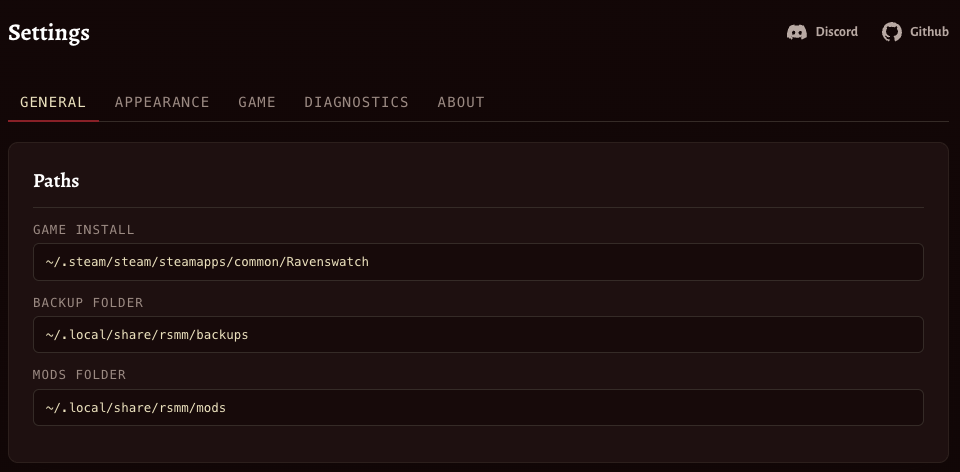 Settings
Discord
Github
GENERAL
APPEARANCE
GAME
DIAGNOSTICS
ABOUT
Paths
GAME INSTALL
~/.steam/steam/steamapps/common/Ravenswatch
BACKUP FOLDER
~/.local/share/rsmm/backups
MODS FOLDER
~/.local/share/rsmm/mods